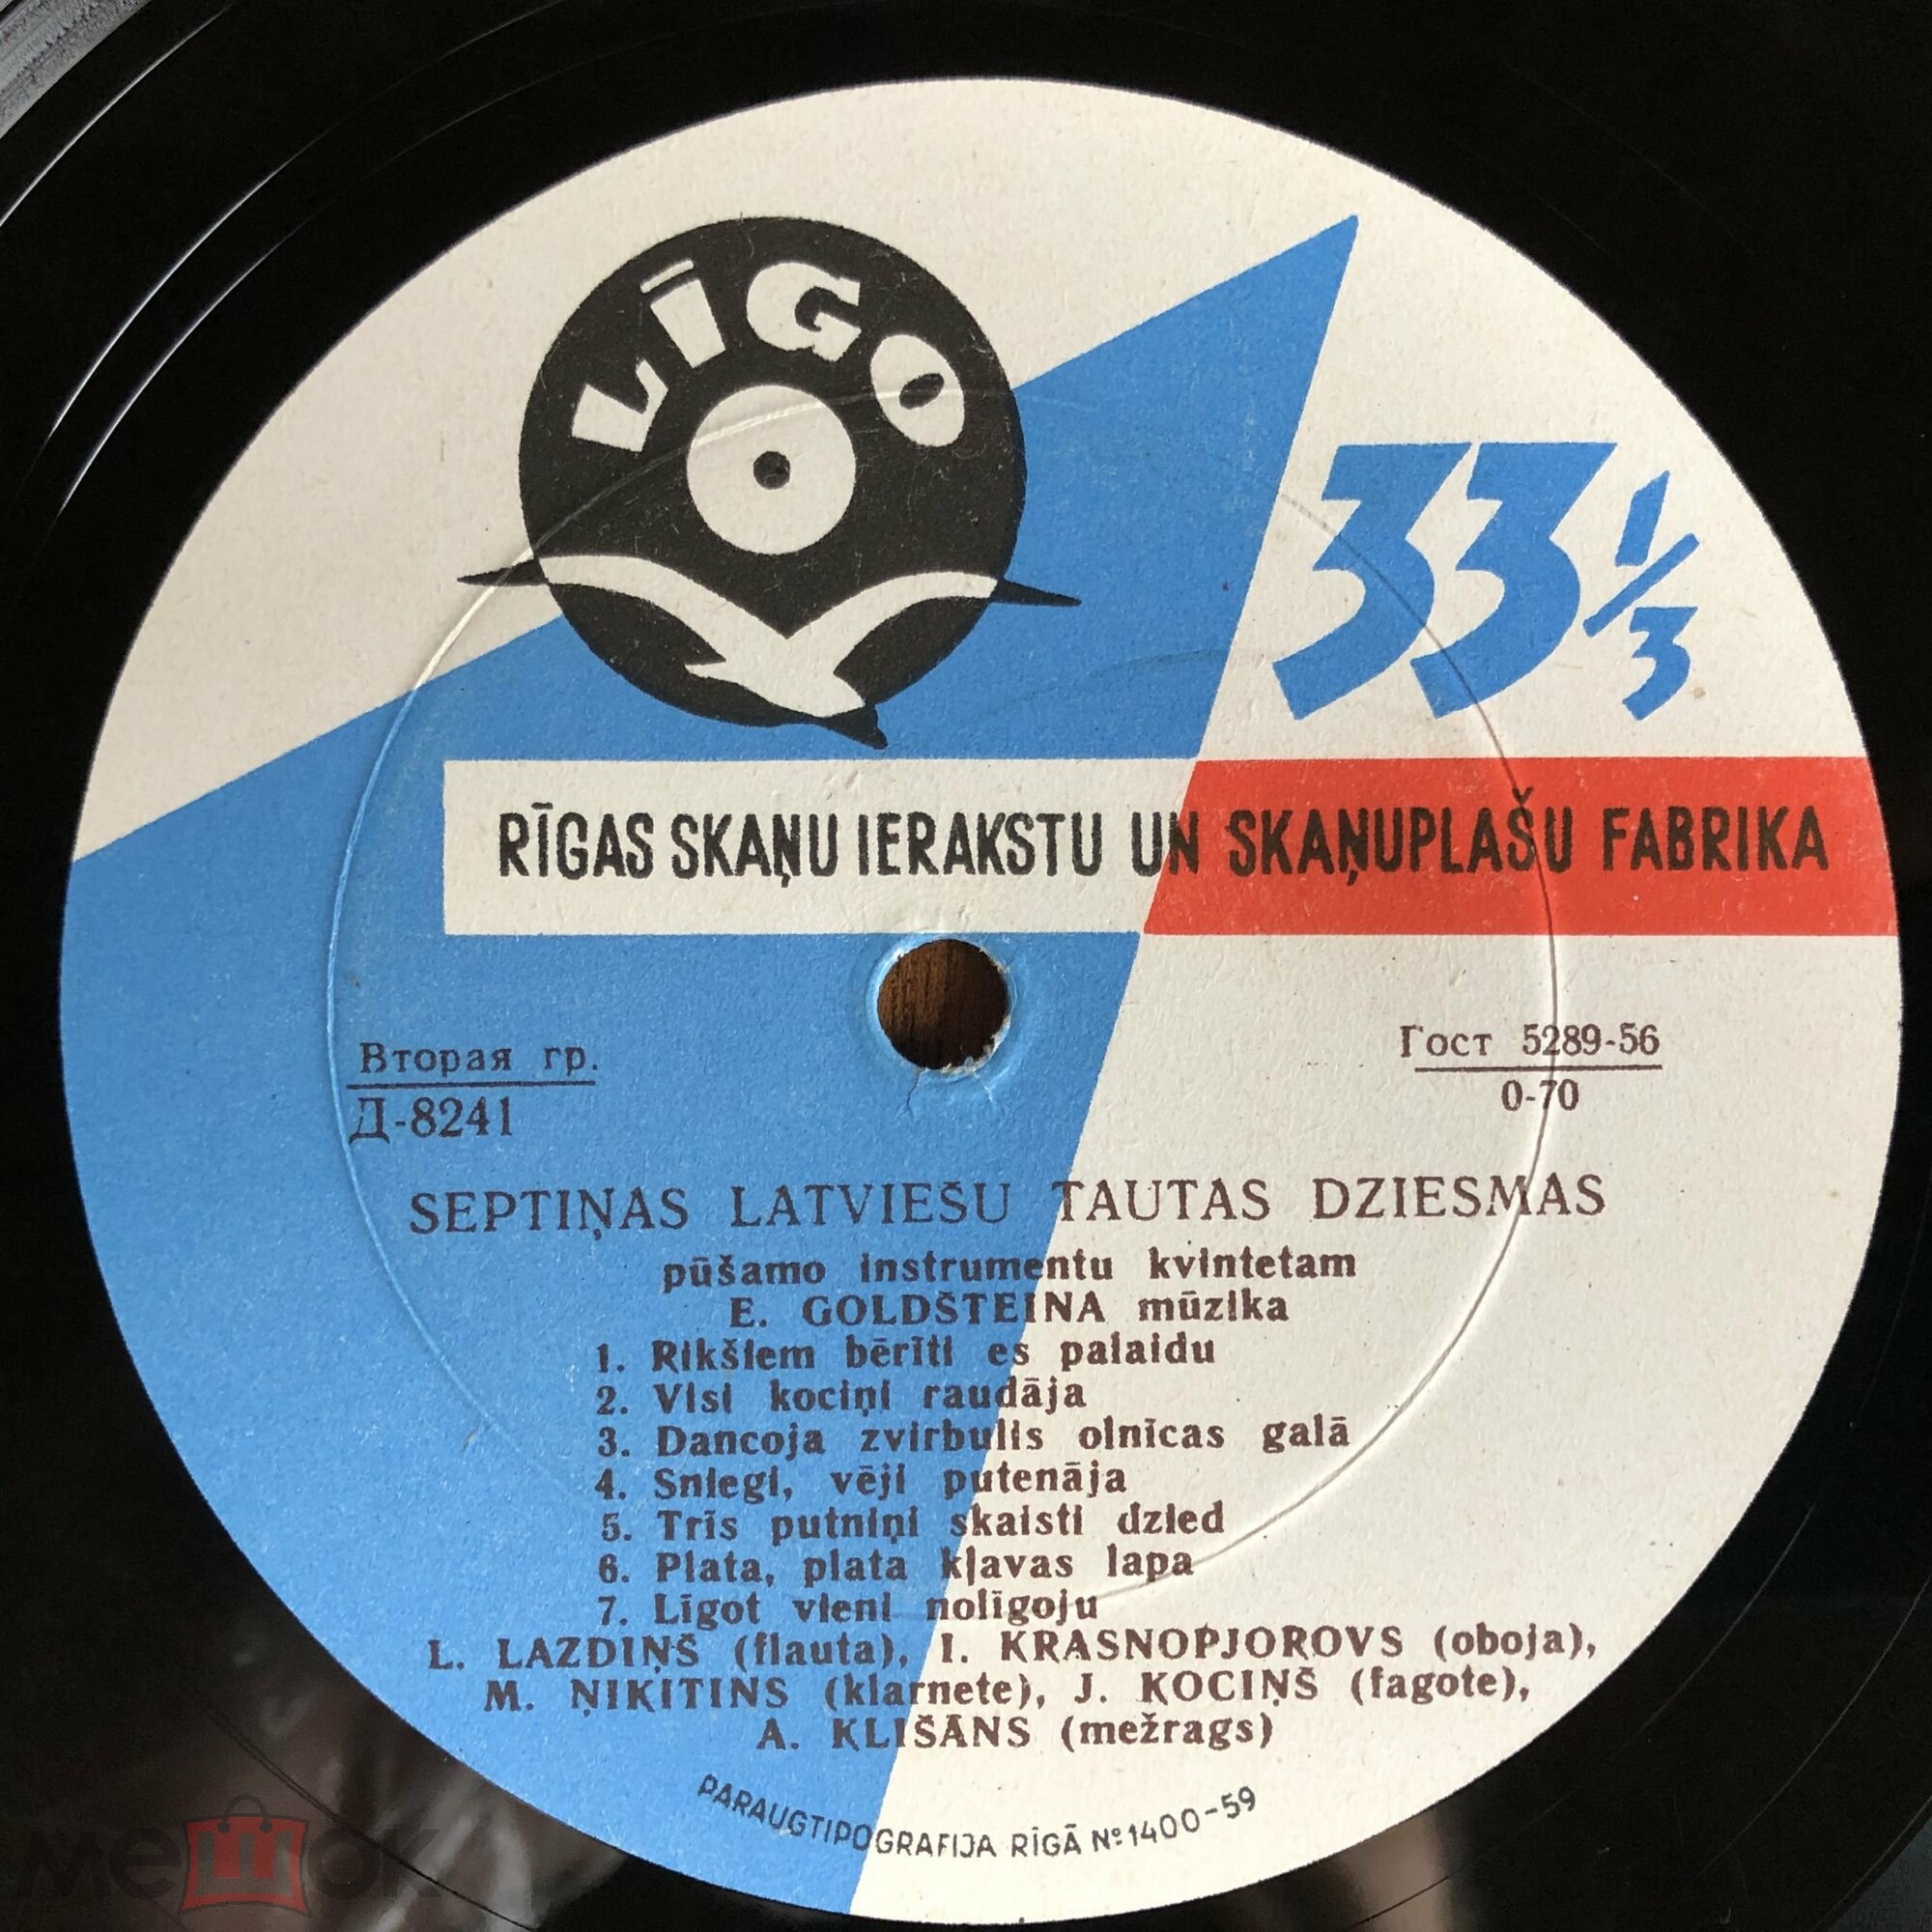 LĪGO
33 1/3
RĪGAS SKAŅU IERAKSTU UN SKAŅUPLAŠU FABRIKA
Вторая гр.
Д-8241
Гост 5289-56
0-70
SEPTIŅAS LATVIEŠU TAUTAS DZIESMAS
pūšamo instrumentu kvintetam
E. GOLDŠTEINA mūzika
1. Rikšiem bērīti es palaidu
2. Visi kociņi raudāja
3. Dancoja zvirbulis olnīcas galā
4. Sniegi, vēji putenāja
5. Trīs putniņi skaisti dzied
6. Plata, plata kļavas lapa
7. Līgot vieni nolīgoju
L. LAZDIŅŠ (flauta), I. KRASNOPJOROVS (oboja),
M. ŅIKITINS (klarnete), J. KOCIŅŠ (fagote),
A. KLIŠĀNS (mežrags)
PARAUGTIPOGRAFIJA RĪGĀ № 1400-59
мешок